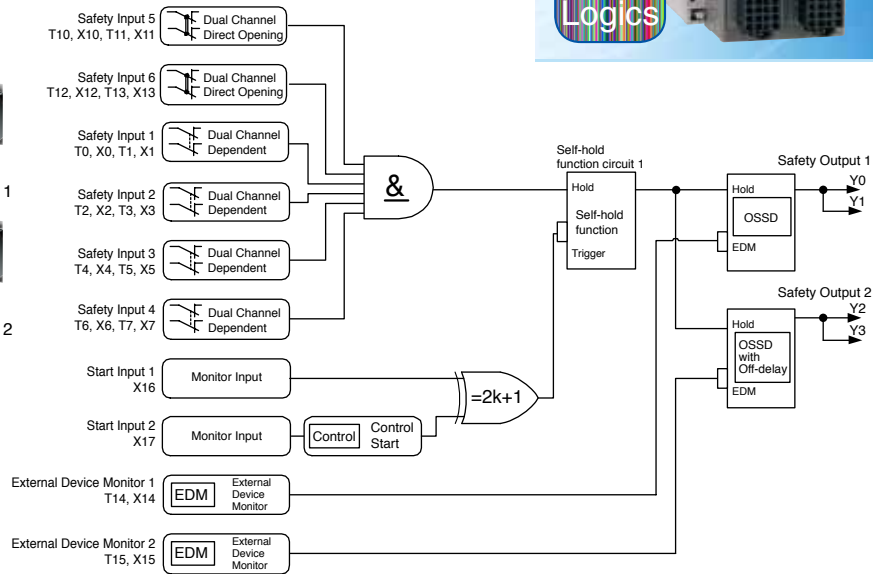 Logics
Safety Input 5
T10, X10, T11, X11
Dual Channel
Direct Opening
Safety Input 6
T12, X12, T13, X13
Dual Channel
Direct Opening
Safety Input 1
T0, X0, T1, X1
Dual Channel
Dependent
1
Safety Input 2
T2, X2, T3, X3
Dual Channel
Dependent
Safety Input 3
T4, X4, T5, X5
Dual Channel
Dependent
2
Safety Input 4
T6, X6, T7, X7
Dual Channel
Dependent
&
Start Input 1
X16
Monitor Input
Start Input 2
X17
Monitor Input
Control
Control
Start
=2k+1
External Device Monitor 1
T14, X14
EDM
External
Device
Monitor
External Device Monitor 2
T15, X15
EDM
External
Device
Monitor
Self-hold
function circuit 1
Hold
Self-hold
function
Trigger
Safety Output 1
Hold
OSSD
EDM
Y0
Y1
Safety Output 2
Hold
OSSD
with
Off-delay
EDM
Y2
Y3